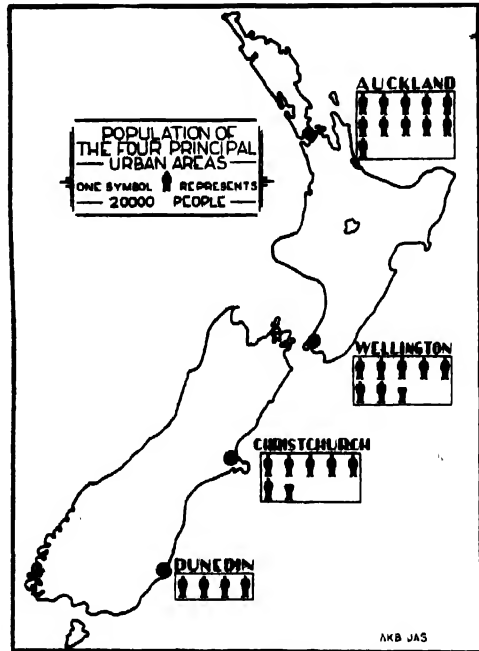 AUCKLAND
POPULATION OF
THE FOUR PRINCIPAL
URBAN AREAS
ONE SYMBOL REPRESENTS
20000 PEOPLE
WELLINGTON
CHRISTCHURCH
DUNEDIN
AKB JAS